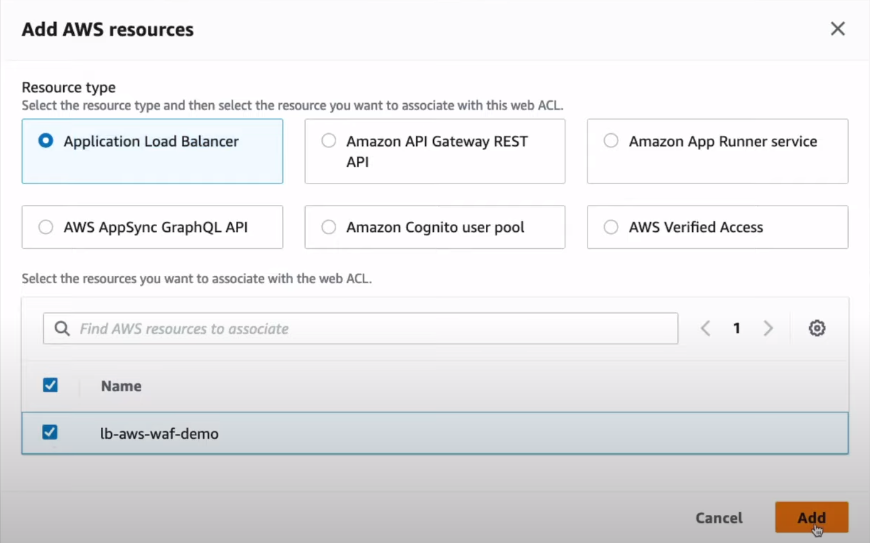 Add AWS resources
Resource type
Select the resource type and then select the resource you want to associate with this web ACL.
Application Load Balancer
Amazon API Gateway REST
API
Amazon App Runner service
AWS AppSync GraphQL API
Amazon Cognito user pool
AWS Verified Access
Select the resources you want to associate with the web ACL.
Find AWS resources to associate
1
Name
lb-aws-waf-demo
Cancel
Add